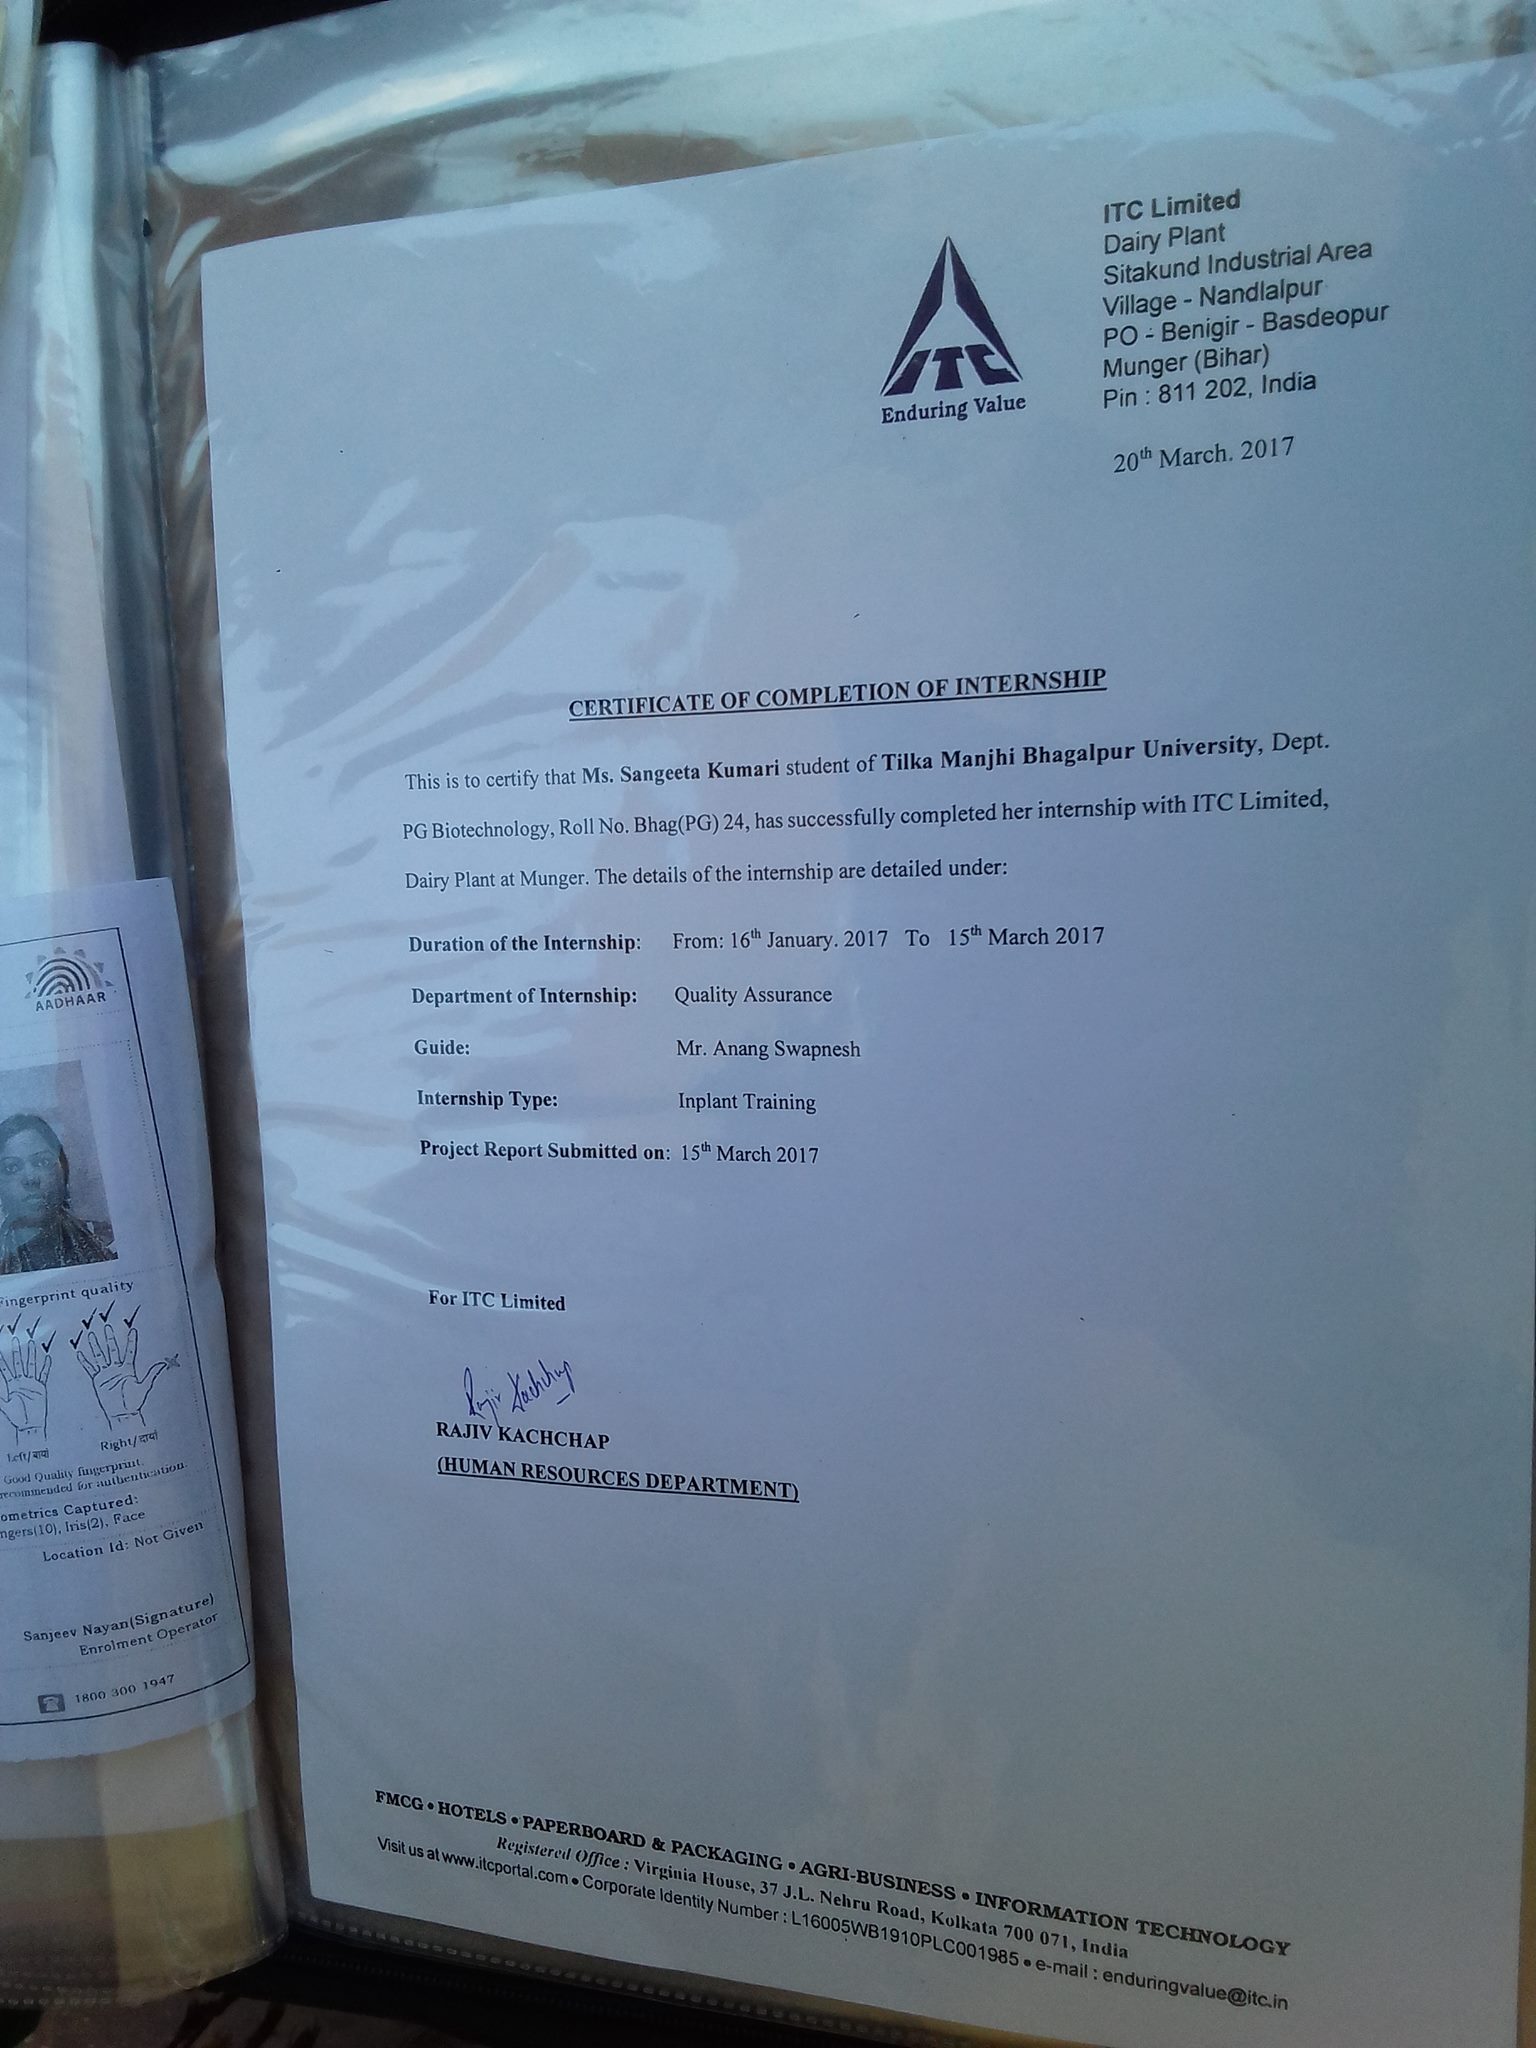 ITC Limited
Dairy Plant
Sitakund Industrial Area
Village - Nandlalpur
PO - Benigir - Basdeopur
Munger (Bihar)
Pin : 811 202, India
ITC
Enduring Value
20th March. 2017
CERTIFICATE OF COMPLETION OF INTERNSHIP
This is to certify that Ms. Sangeeta Kumari student of Tilka Manjhi Bhagalpur University, Dept.
PG Biotechnology, Roll No. Bhag(PG) 24, has successfully completed her internship with ITC Limited,
Dairy Plant at Munger. The details of the internship are detailed under:
Duration of the Internship: From: 16th January. 2017 To 15th March 2017
Department of Internship: Quality Assurance
Guide: Mr. Anang Swapnesh
Internship Type: Inplant Training
Project Report Submitted on: 15th March 2017
For ITC Limited
Rajiv Kachchap
RAJIV KACHCHAP
(HUMAN RESOURCES DEPARTMENT)
FMCG • HOTELS • PAPERBOARD & PACKAGING • AGRI-BUSINESS • INFORMATION TECHNOLOGY
Registered Office : Virginia House, 37 J.L. Nehru Road, Kolkata 700 071, India
Visit us at www.itcportal.com • Corporate Identity Number : L16005WB1910PLC001985 • e-mail : enduringvalue@itc.in
AADHAAR
Fingerprint quality
Left/बायां Right/दायां
Good Quality fingerprint.
recommended for authentication.
ometrics Captured:
ngers(10), Iris(2), Face
Location Id: Not Given
Sanjeev Nayan(Signature)
Enrolment Operator
1800 300 1947